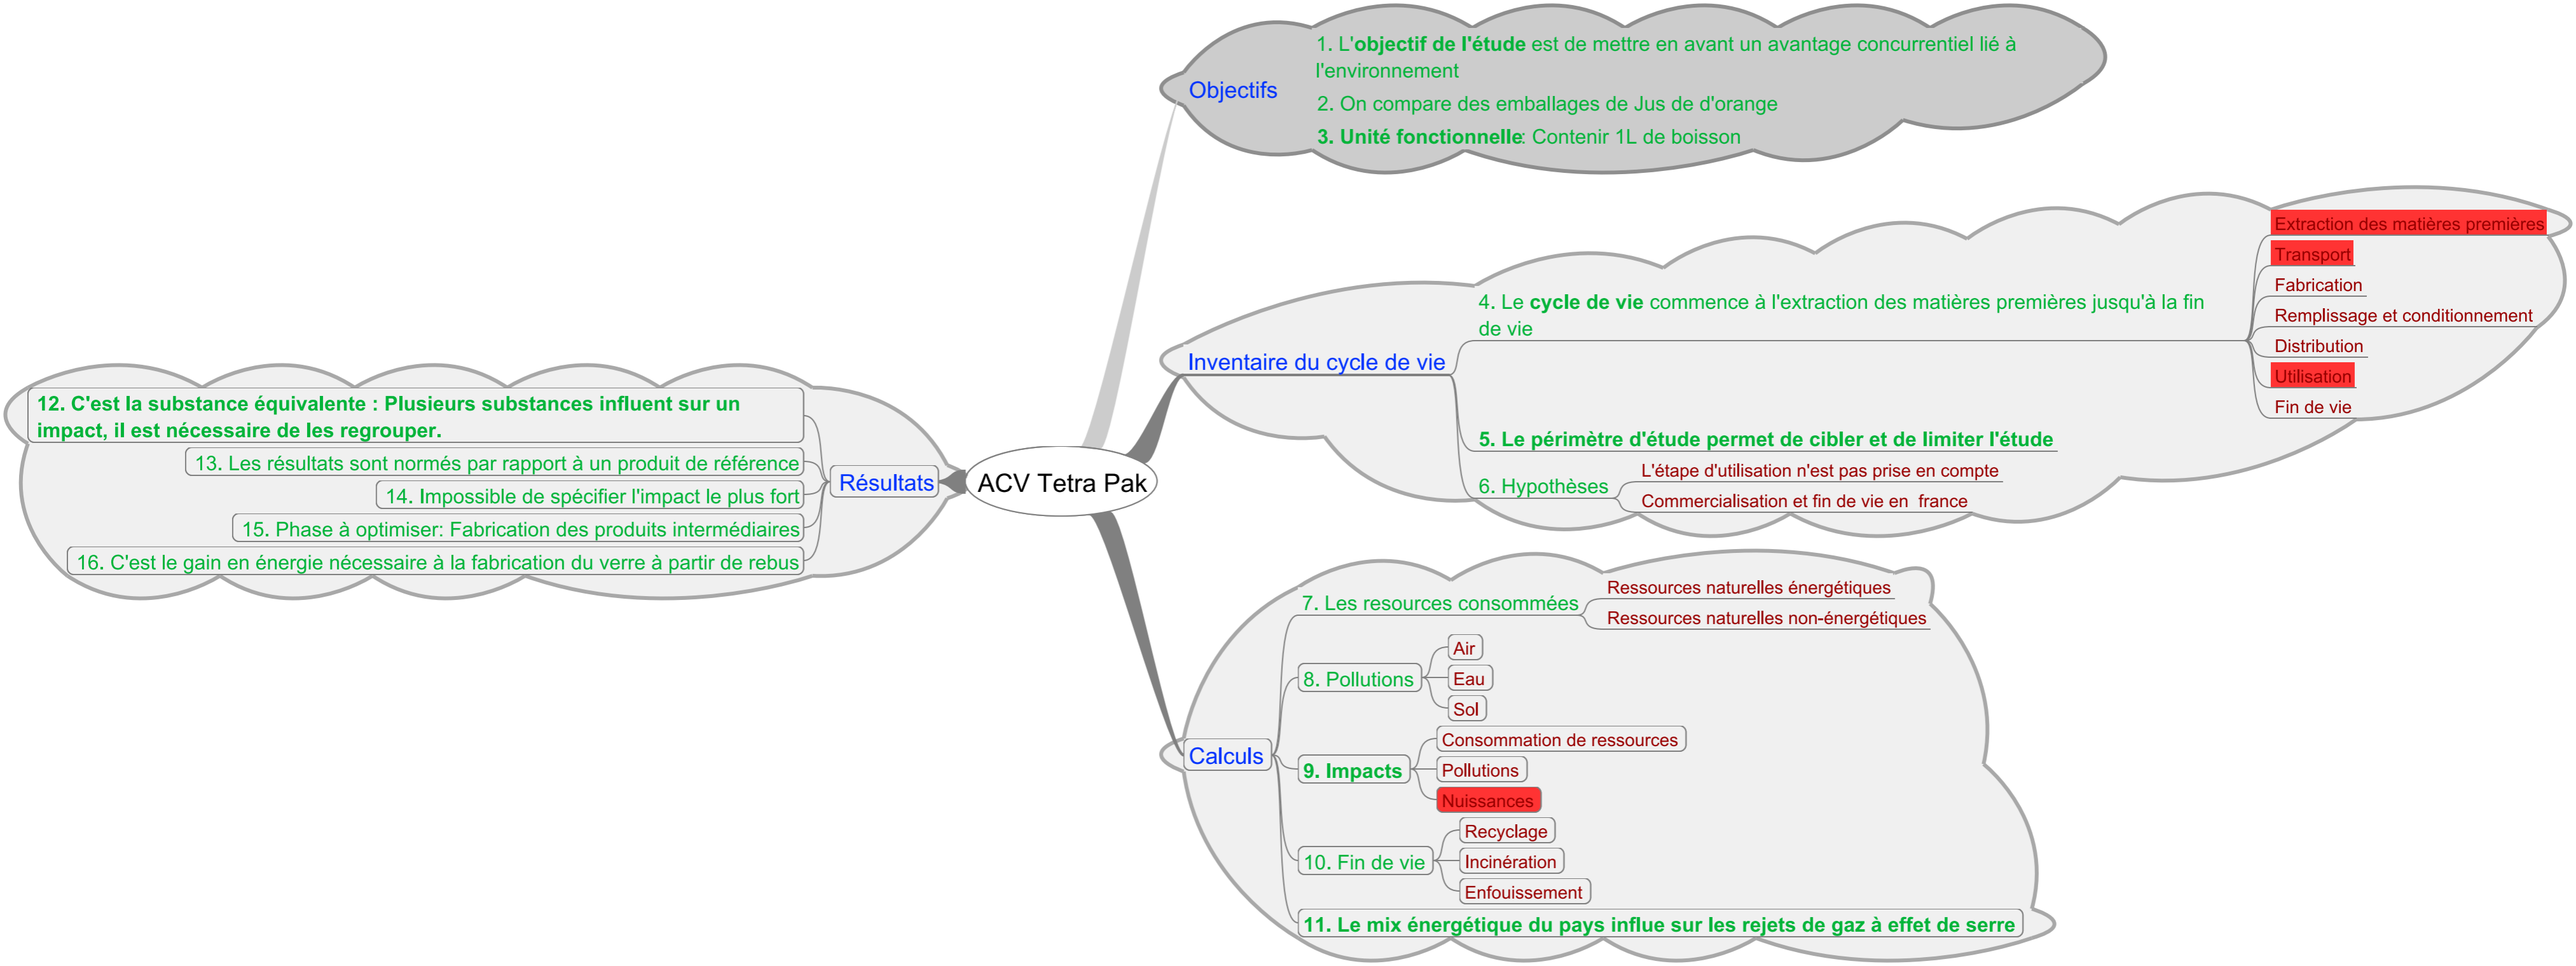 Objectifs
1. L'objectif de l'étude est de mettre en avant un avantage concurrentiel lié à
l'environnement
2. On compare des emballages de Jus de d'orange
3. Unité fonctionnelle: Contenir 1L de boisson
Inventaire du cycle de vie
4. Le cycle de vie commence à l'extraction des matières premières jusqu'à la fin
de vie
Extraction des matières premières
Transport
Fabrication
Remplissage et conditionnement
Distribution
Utilisation
Fin de vie
5. Le périmètre d'étude permet de cibler et de limiter l'étude
6. Hypothèses
L'étape d'utilisation n'est pas prise en compte
Commercialisation et fin de vie en  france
ACV Tetra Pak
Résultats
12. C'est la substance équivalente : Plusieurs substances influent sur un
impact, il est nécessaire de les regrouper.
13. Les résultats sont normés par rapport à un produit de référence
14. Impossible de spécifier l'impact le plus fort
15. Phase à optimiser: Fabrication des produits intermédiaires
16. C'est le gain en énergie nécessaire à la fabrication du verre à partir de rebus
Calculs
7. Les resources consommées
Ressources naturelles énergétiques
Ressources naturelles non-énergétiques
8. Pollutions
Air
Eau
Sol
9. Impacts
Consommation de ressources
Pollutions
Nuissances
10. Fin de vie
Recyclage
Incinération
Enfouissement
11. Le mix énergétique du pays influe sur les rejets de gaz à effet de serre